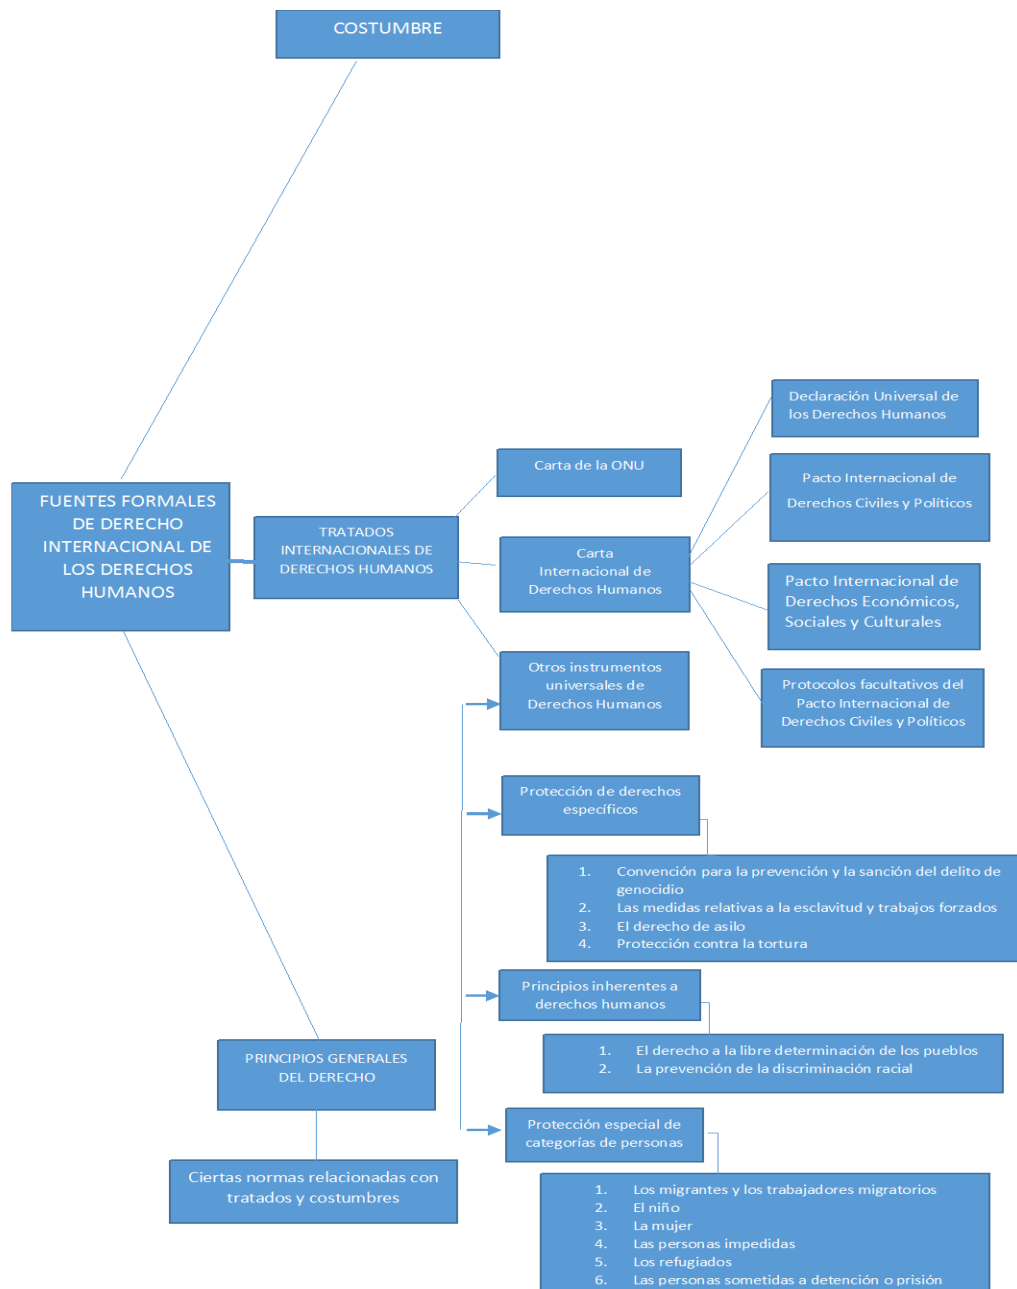 COSTUMBRE
FUENTES FORMALES
DE DERECHO
INTERNACIONAL DE
LOS DERECHOS
HUMANOS
TRATADOS
INTERNACIONALES DE
DERECHOS HUMANOS
Carta de la ONU
Carta
Internacional de
Derechos Humanos
Declaración Universal de
los Derechos Humanos
Pacto Internacional de
Derechos Civiles y Políticos
Pacto Internacional de
Derechos Económicos,
Sociales y Culturales
Protocolos facultativos del
Pacto Internacional de
Derechos Civiles y Políticos
Otros instrumentos
universales de
Derechos Humanos
Protección de derechos
específicos
1. Convención para la prevención y la sanción del delito de
genocidio
2. Las medidas relativas a la esclavitud y trabajos forzados
3. El derecho de asilo
4. Protección contra la tortura
Principios inherentes a
derechos humanos
1. El derecho a la libre determinación de los pueblos
2. La prevención de la discriminación racial
Protección especial de
categorías de personas
1. Los migrantes y los trabajadores migratorios
2. El niño
3. La mujer
4. Las personas impedidas
5. Los refugiados
6. Las personas sometidas a detención o prisión
PRINCIPIOS GENERALES
DEL DERECHO
Ciertas normas relacionadas con
tratados y costumbres